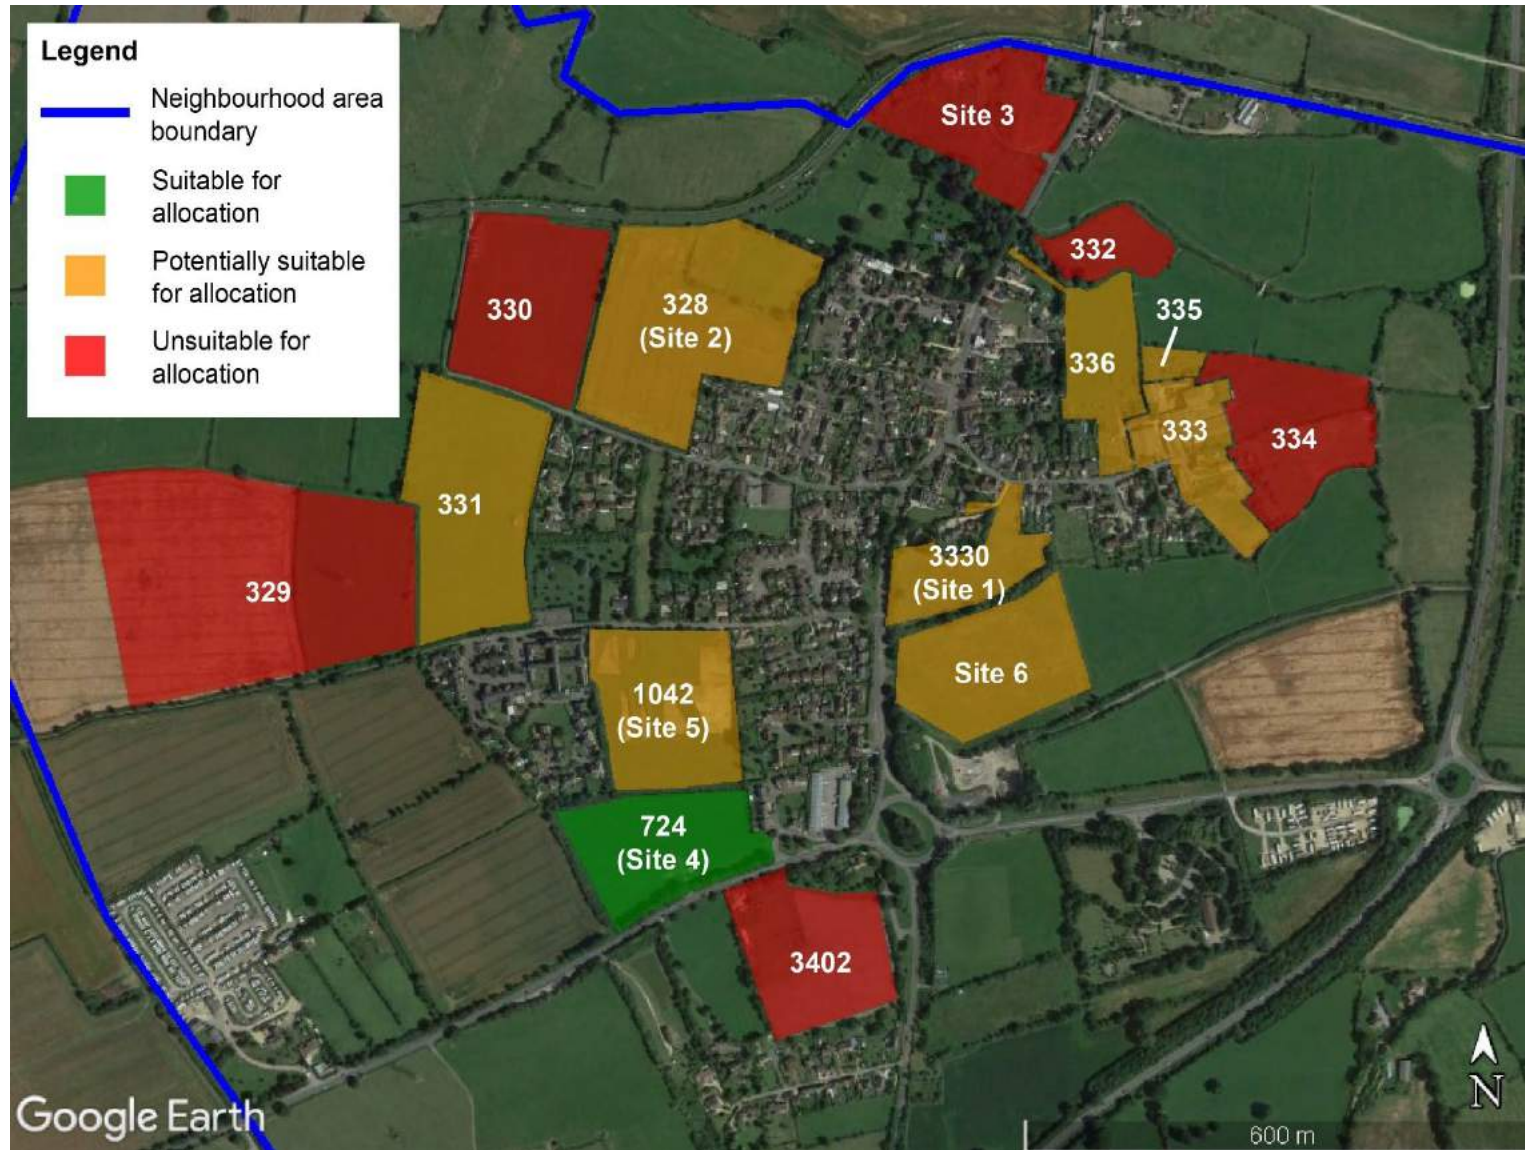 Legend
Neighbourhood area
boundary
Suitable for
allocation
Potentially suitable
for allocation
Unsuitable for
allocation
Site 3
332
330
328
(Site 2)
335
336
333
334
331
3330
(Site 1)
329
Site 6
1042
(Site 5)
724
(Site 4)
3402
N
Google Earth
600 m